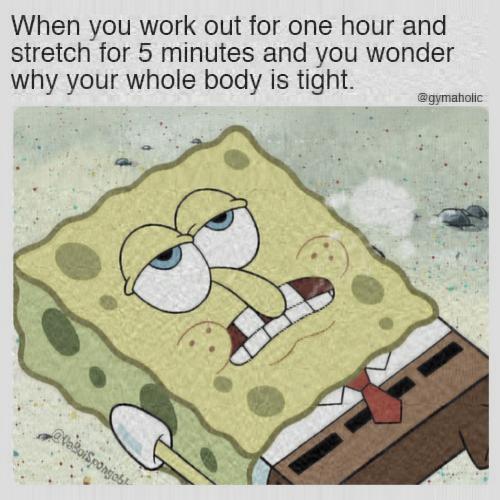 When you work out for one hour and
stretch for 5 minutes and you wonder
why your whole body is tight.
@gymaholic